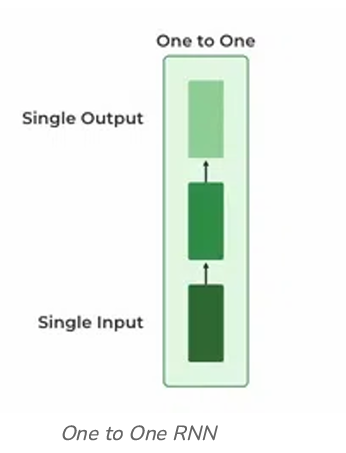 One to One
Single Output
Single Input
One to One RNN